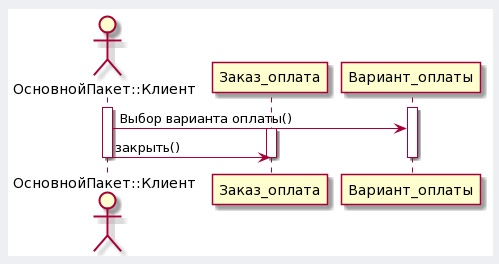 ОсновнойПакет::Клиент
Заказ_оплата
Вариант_оплаты
Выбор варианта оплаты()
закрыть()
ОсновнойПакет::Клиент
Заказ_оплата
Вариант_оплаты